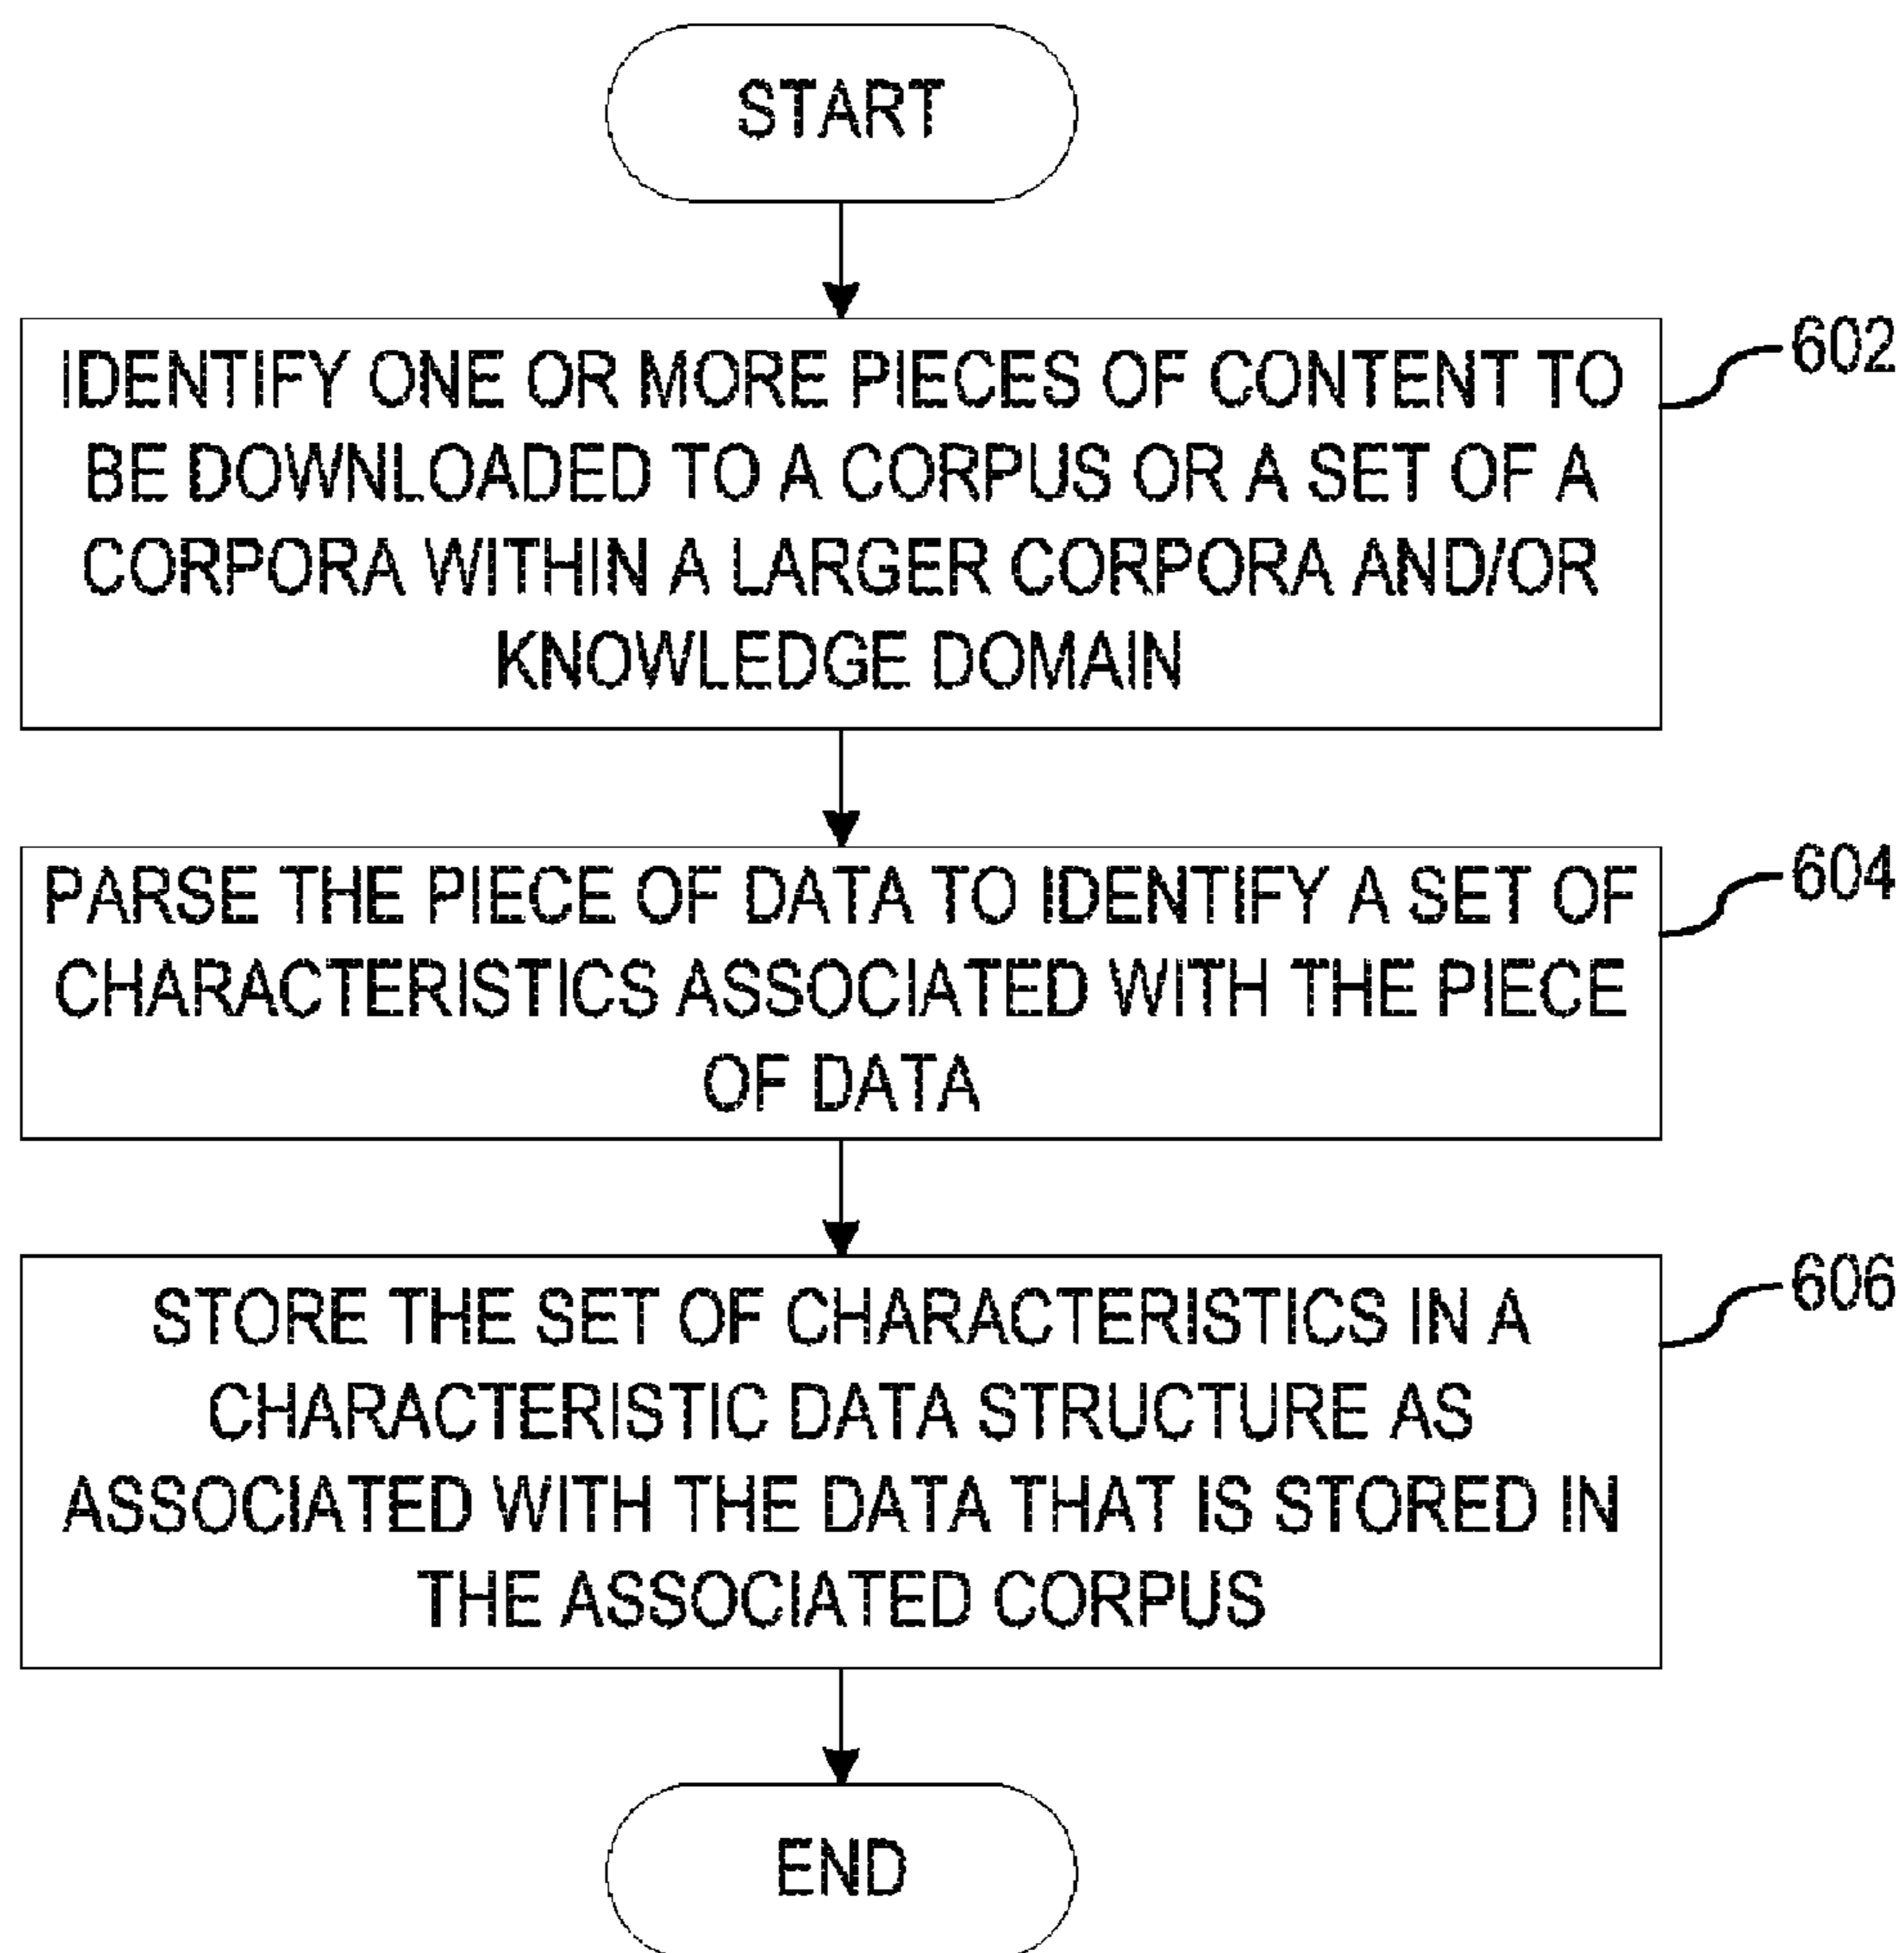 START
IDENTIFY ONE OR MORE PIECES OF CONTENT TO
BE DOWNLOADED TO A CORPUS OR A SET OF A
CORPORA WITHIN A LARGER CORPORA AND/OR
KNOWLEDGE DOMAIN
602
PARSE THE PIECE OF DATA TO IDENTIFY A SET OF
CHARACTERISTICS ASSOCIATED WITH THE PIECE
OF DATA
604
STORE THE SET OF CHARACTERISTICS IN A
CHARACTERISTIC DATA STRUCTURE AS
ASSOCIATED WITH THE DATA THAT IS STORED IN
THE ASSOCIATED CORPUS
606
END